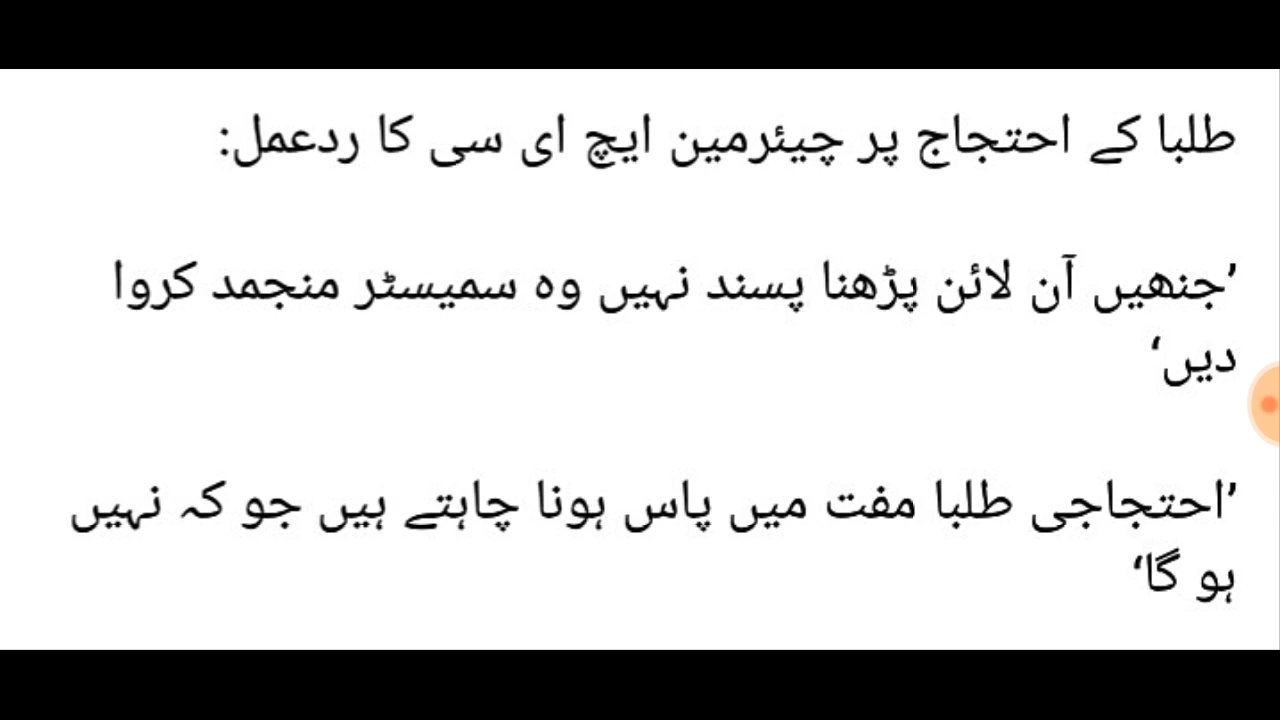 طلبا کے احتجاج پر چیئرمین ایچ ای سی کا ردعمل:
’جنھیں آن لائن پڑھنا پسند نہیں وہ سمیسٹر منجمد کروا
دیں‘
’احتجاجی طلبا مفت میں پاس ہونا چاہتے ہیں جو کہ نہیں
ہو گا‘